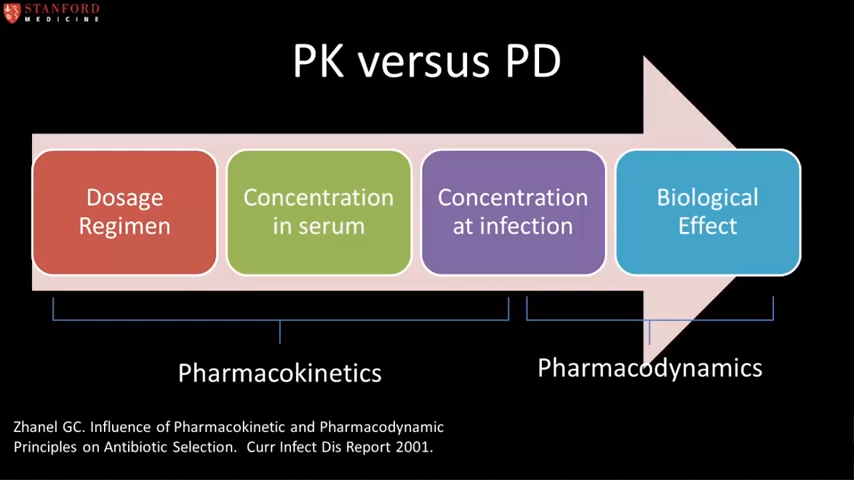 STANFORD
MEDICINE
PK versus PD
Dosage
Regimen
Concentration
in serum
Concentration
at infection
Biological
Effect
Pharmacokinetics
Pharmacodynamics
Zhanel GC. Influence of Pharmacokinetic and Pharmacodynamic
Principles on Antibiotic Selection. Curr Infect Dis Report 2001.